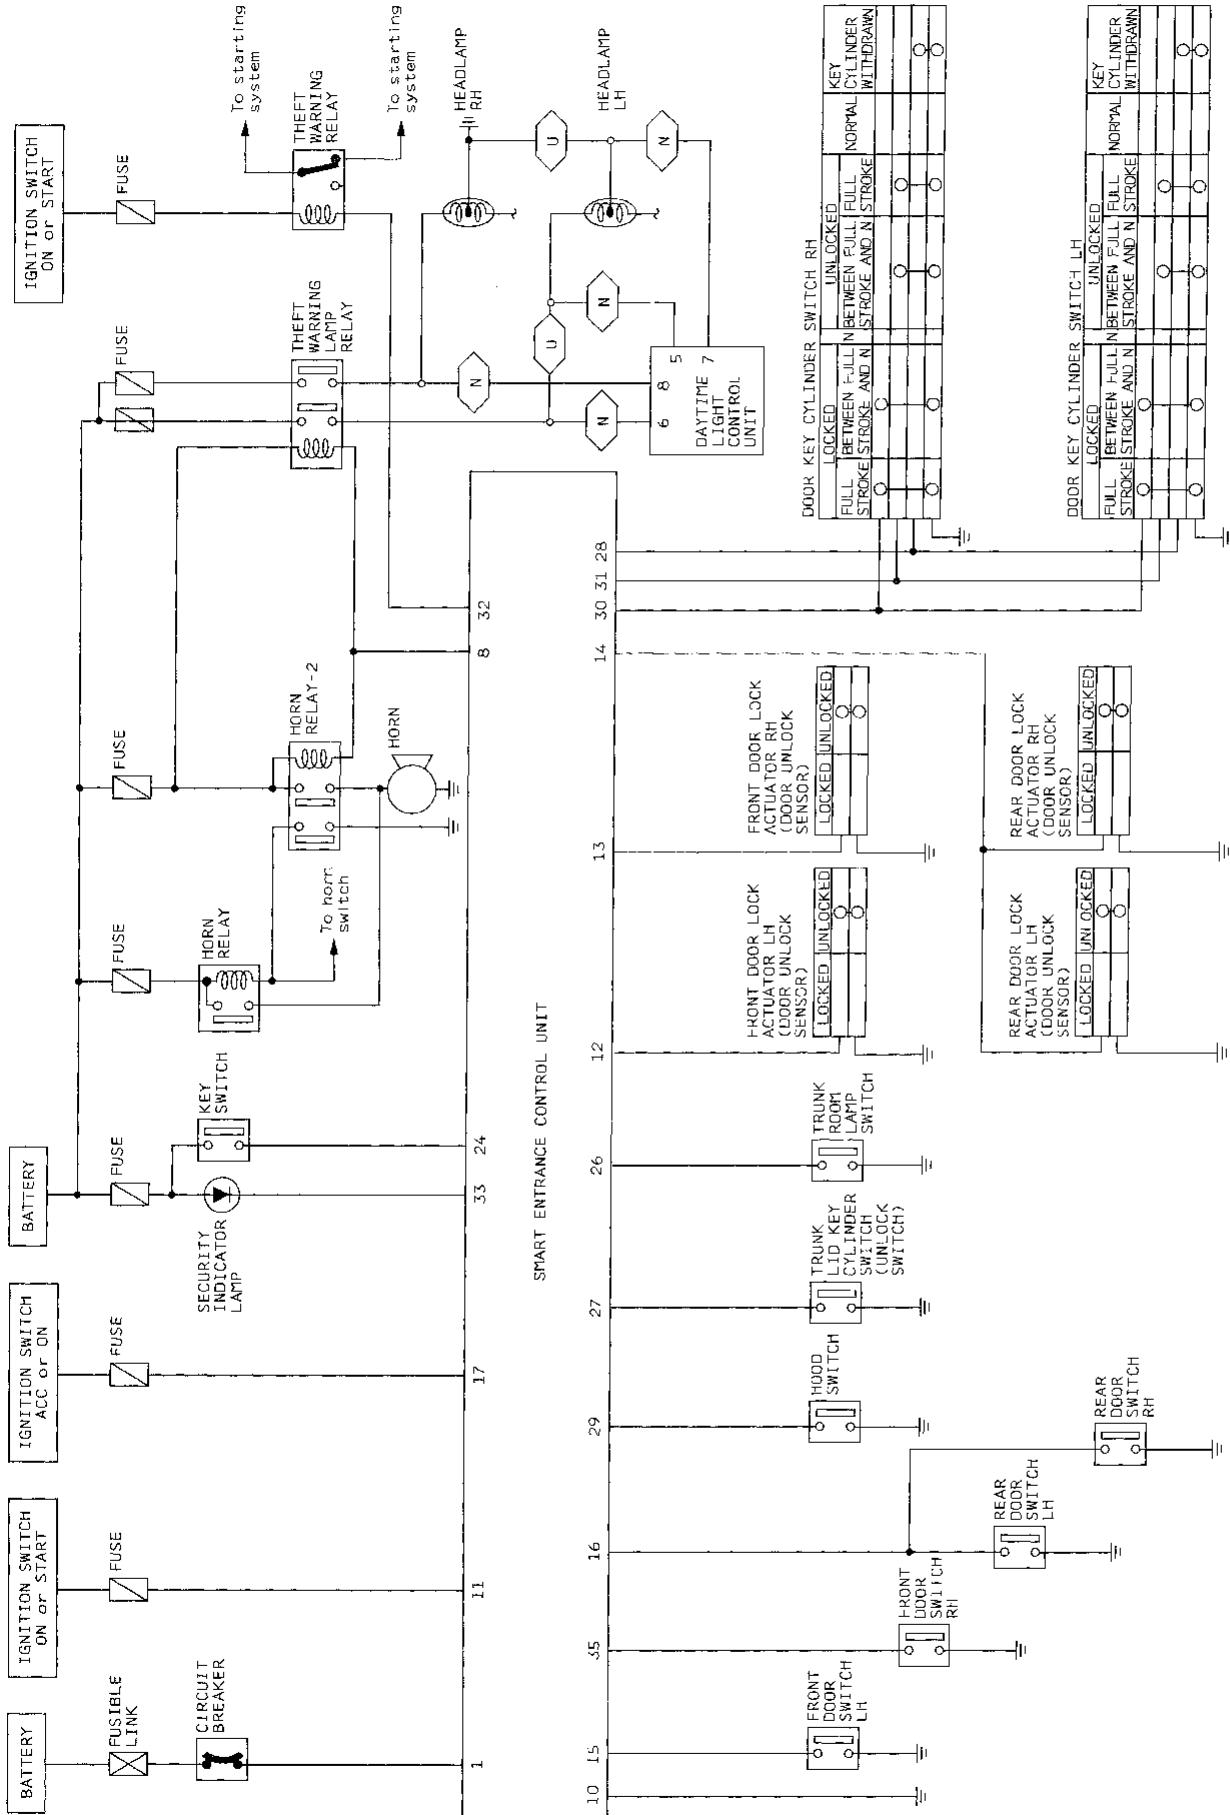 BATTERY
FUSIBLE
LINK
CIRCUIT
BREAKER
1
IGNITION SWITCH
ON or START
FUSE
11
IGNITION SWITCH
ACC or ON
FUSE
17
BATTERY
FUSE
SECURITY
INDICATOR
LAMP
33
KEY
SWITCH
24
FUSE
HORN
RELAY
To horn
switch
FUSE
HORN
RELAY-2
HORN
8
32
FUSE
THEFT
WARNING
LAMP
RELAY
IGNITION SWITCH
ON or START
FUSE
To starting
system
THEFT
WARNING
RELAY
To starting
system
HEADLAMP
RH
HEADLAMP
LH
U
N
N
U
N
N
6
8
5
7
DAYTIME
LIGHT
CONTROL
UNIT
SMART ENTRANCE CONTROL UNIT
10
15
35
16
29
27
26
12
13
14
30
31
28
FRONT
DOOR
SWITCH
LH
FRONT
DOOR
SWITCH
RH
REAR
DOOR
SWITCH
LH
REAR
DOOR
SWITCH
RH
HOOD
SWITCH
TRUNK
LID KEY
CYLINDER
SWITCH
(UNLOCK
SWITCH)
TRUNK
ROOM
LAMP
SWITCH
FRONT DOOR LOCK
ACTUATOR LH
(DOOR UNLOCK
SENSOR)
LOCKED UNLOCKED
FRONT DOOR LOCK
ACTUATOR RH
(DOOR UNLOCK
SENSOR)
LOCKED UNLOCKED
REAR DOOR LOCK
ACTUATOR LH
(DOOR UNLOCK
SENSOR)
LOCKED UNLOCKED
REAR DOOR LOCK
ACTUATOR RH
(DOOR UNLOCK
SENSOR)
LOCKED UNLOCKED
DOOR KEY CYLINDER SWITCH RH
LOCKED UNLOCKED KEY
FULL BETWEEN FULL N BETWEEN FULL FULL NORMAL CYLINDER
STROKE STROKE AND N STROKE AND N STROKE WITHDRAWN
DOOR KEY CYLINDER SWITCH LH
LOCKED UNLOCKED KEY
FULL BETWEEN FULL N BETWEEN FULL FULL NORMAL CYLINDER
STROKE STROKE AND N STROKE AND N STROKE WITHDRAWN